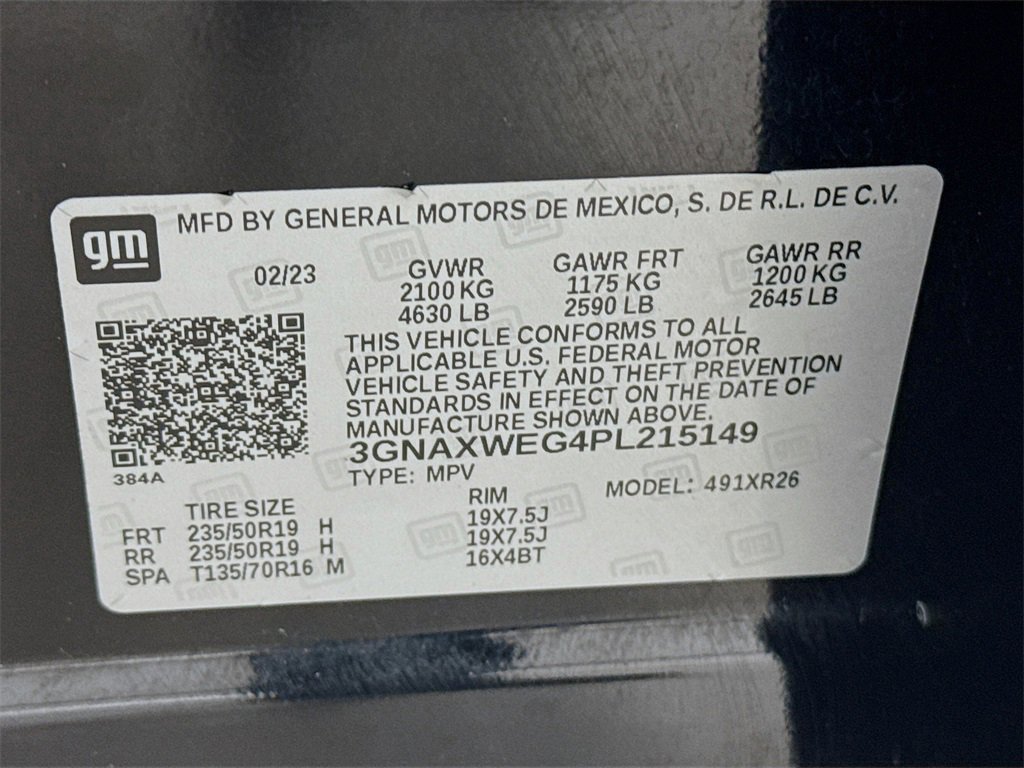 gm
MFD BY GENERAL MOTORS DE MEXICO, S. DE R.L. DE C.V.
02/23 GVWR GAWR FRT GAWR RR
2100 KG 1175 KG 1200 KG
4630 LB 2590 LB 2645 LB
THIS VEHICLE CONFORMS TO ALL
APPLICABLE U.S. FEDERAL MOTOR
VEHICLE SAFETY AND THEFT PREVENTION
STANDARDS IN EFFECT ON THE DATE OF
MANUFACTURE SHOWN ABOVE.
3GNAXWEG4PL215149
384A
TYPE: MPV MODEL: 491XR26
TIRE SIZE RIM
FRT 235/50R19 H 19X7.5J
RR 235/50R19 H 19X7.5J
SPA T135/70R16 M 16X4BT